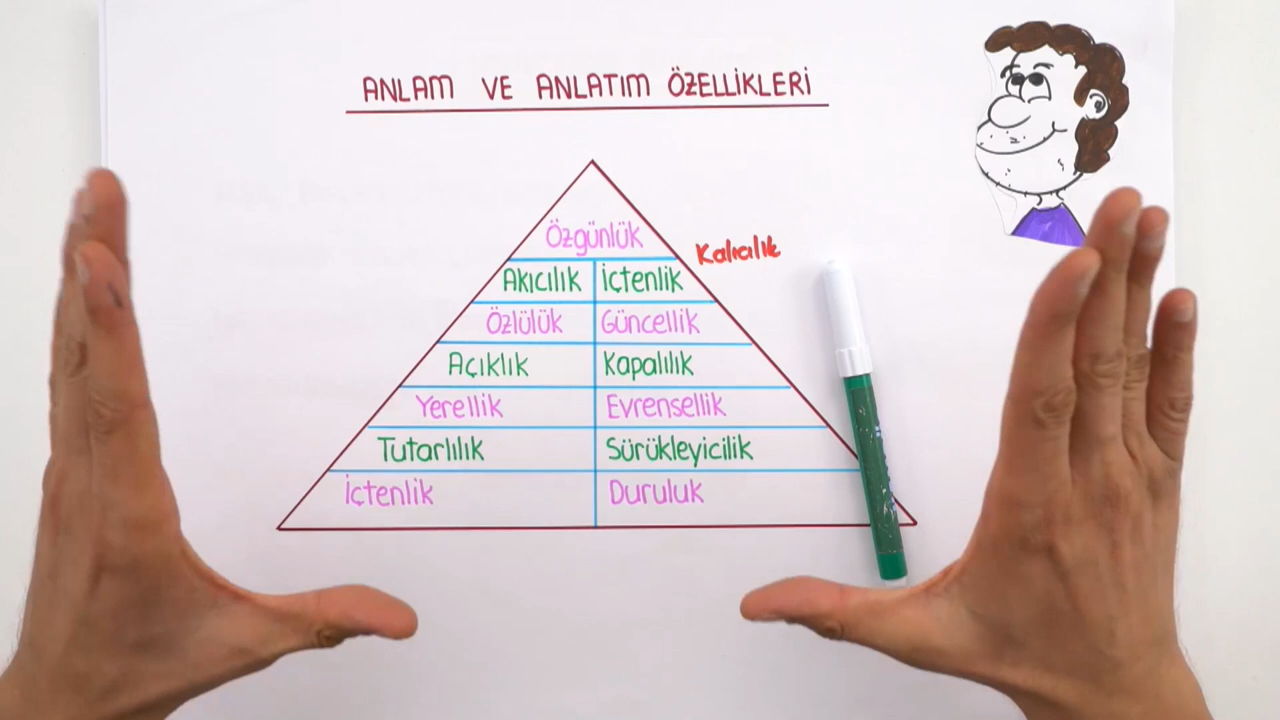 ANLAM VE ANLATIM ÖZELLİKLERİ
Özgünlük Kalıcılık
Akıcılık İçtenlik
Özlülük Güncellik
Açıklık Kapalılık
Yerellik Evrensellik
Tutarlılık Sürükleyicilik
İçtenlik Duruluk